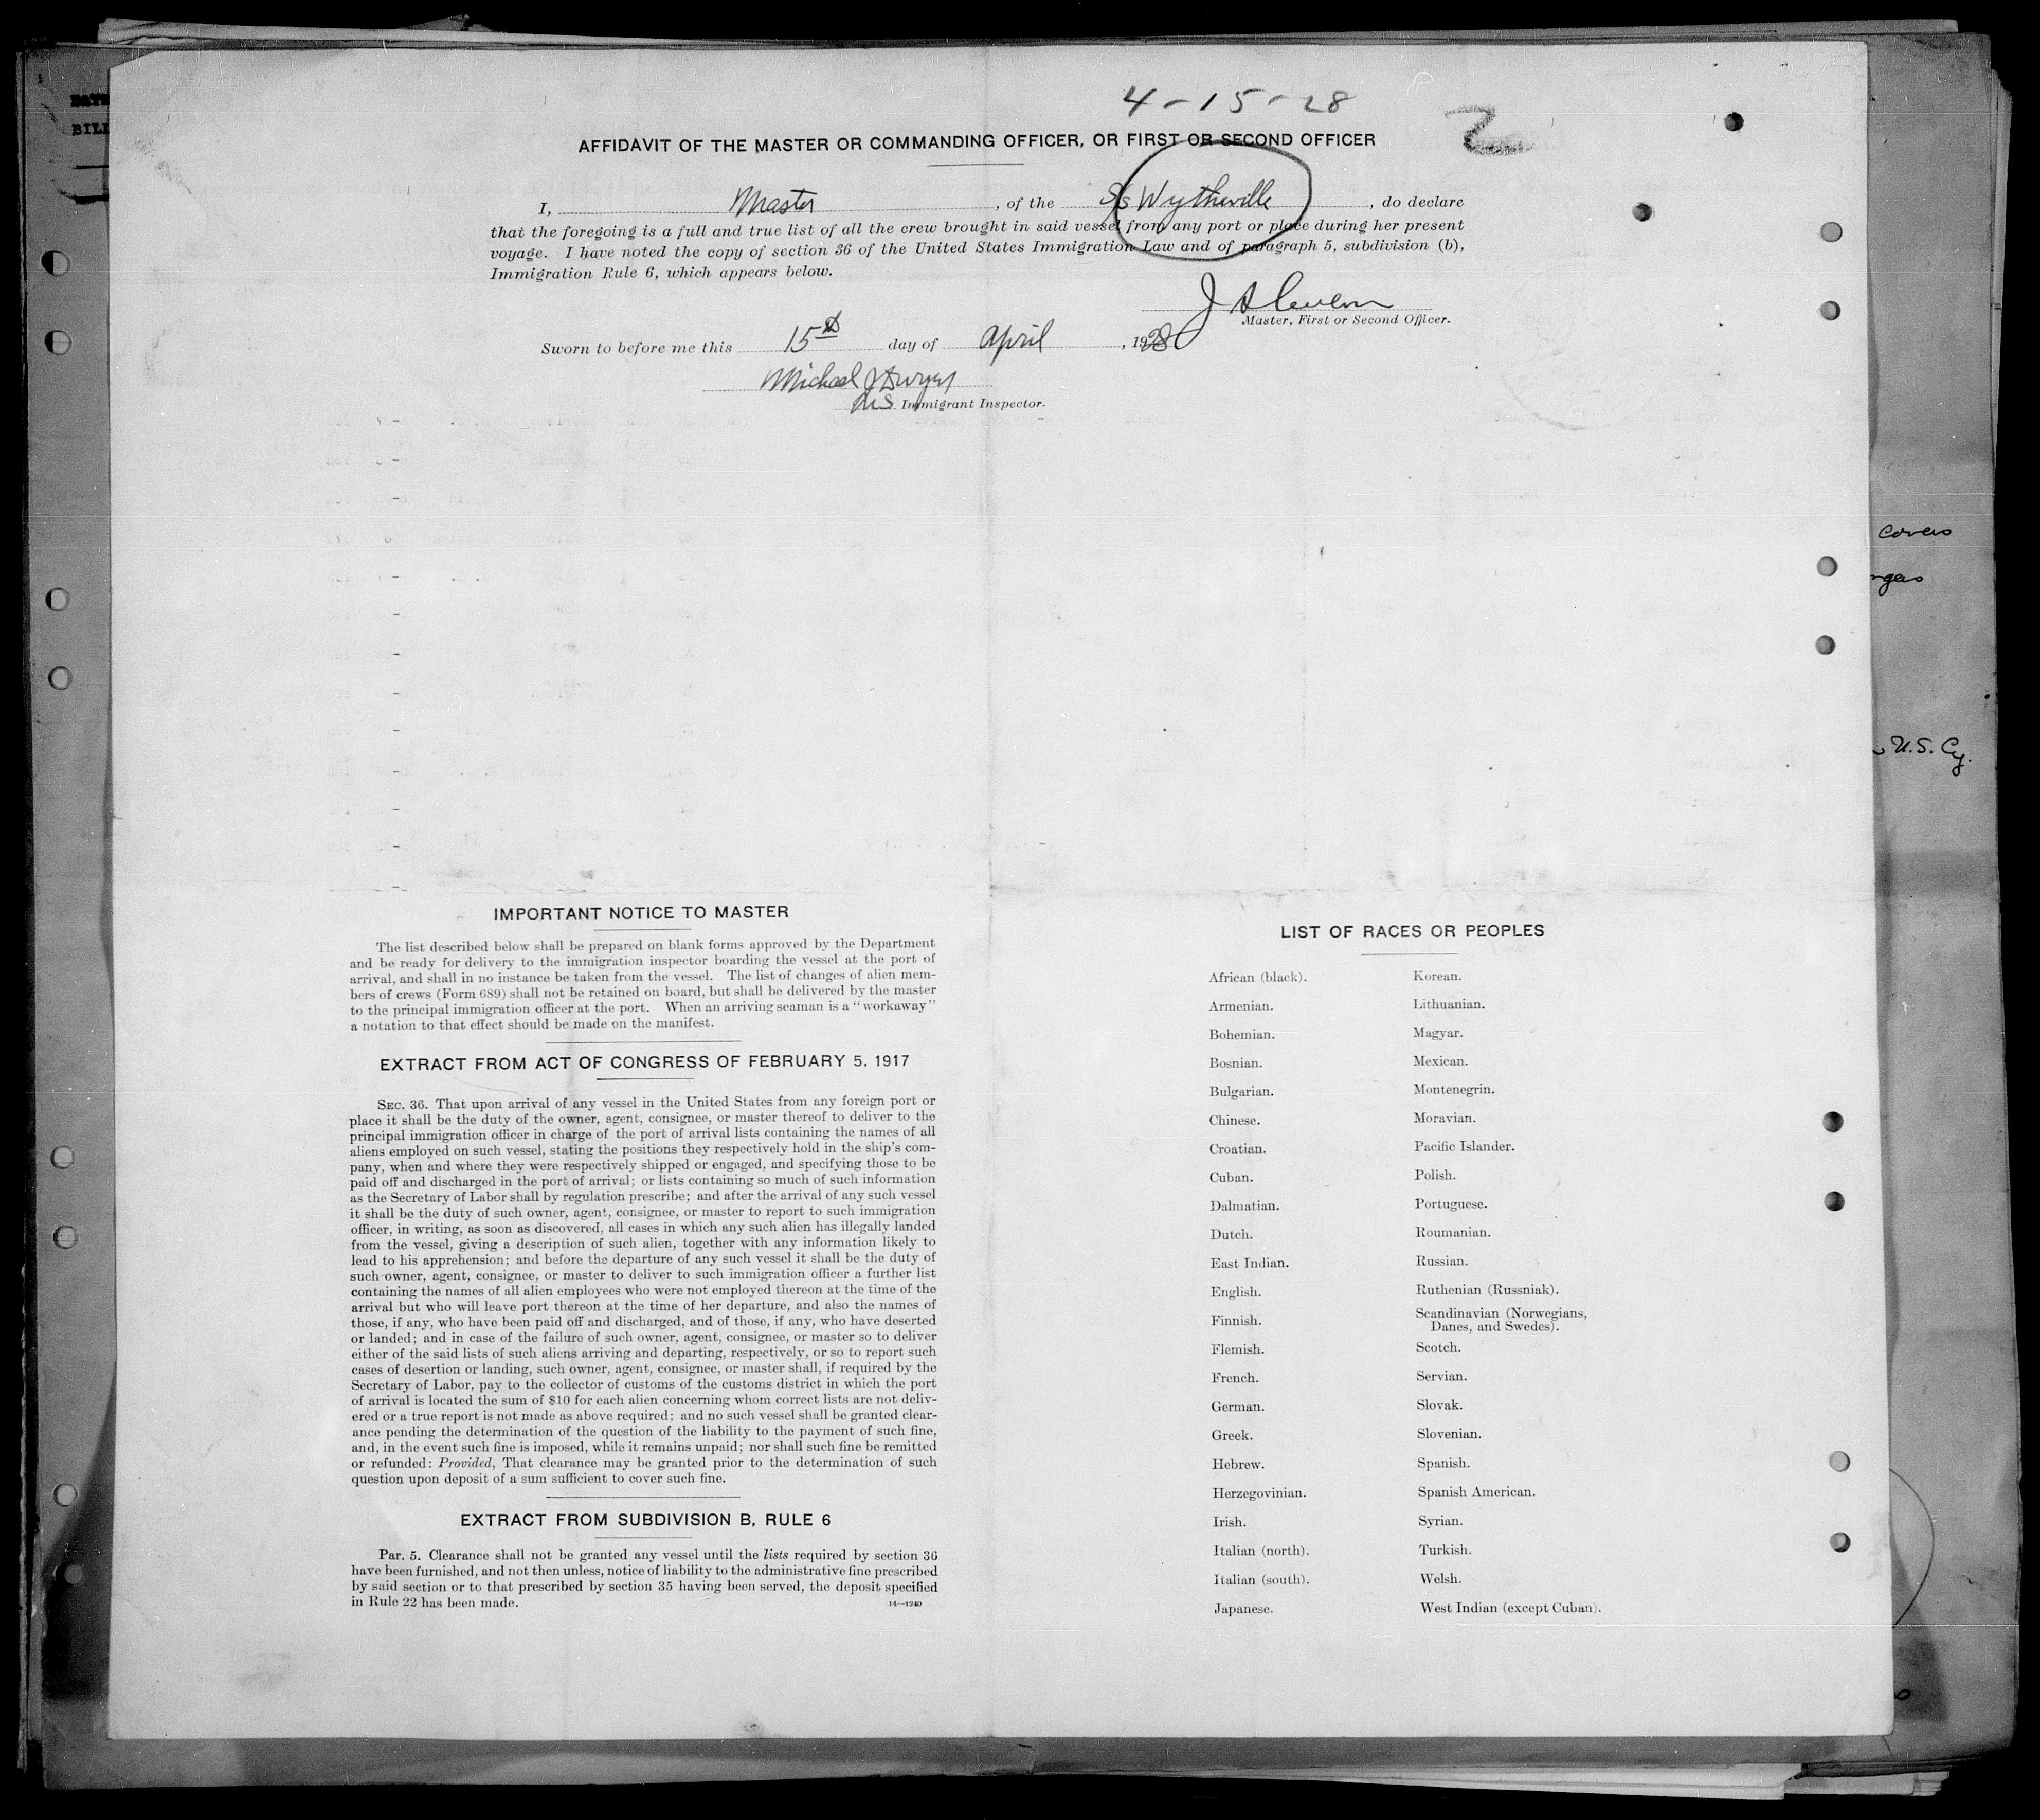 4-15-28
2
AFFIDAVIT OF THE MASTER OR COMMANDING OFFICER, OR FIRST OR SECOND OFFICER
I, Master, of the SS Wytheville, do declare
that the foregoing is a full and true list of all the crew brought in said vessel from any port or place during her present
voyage. I have noted the copy of section 36 of the United States Immigration Law and of paragraph 5, subdivision (b),
Immigration Rule 6, which appears below.
Master, First or Second Officer.
Sworn to before me this 15th day of April, 1928
Michael J Dwyer
Immigrant Inspector.
IMPORTANT NOTICE TO MASTER
The list described below shall be prepared on blank forms approved by the Department
and be ready for delivery to the immigration inspector boarding the vessel at the port of
arrival, and shall in no instance be taken from the vessel. The list of changes of alien mem-
bers of crews (Form 689) shall not be retained on board, but shall be delivered by the master
to the principal immigration officer at the port. When an arriving seaman is a "workaway"
a notation to that effect should be made on the manifest.
EXTRACT FROM ACT OF CONGRESS OF FEBRUARY 5, 1917
SEC. 36. That upon arrival of any vessel in the United States from any foreign port or
place it shall be the duty of the owner, agent, consignee, or master thereof to deliver to the
principal immigration officer in charge of the port of arrival lists containing the names of all
aliens employed on such vessel, stating the positions they respectively hold in the ship's com-
pany, when and where they were respectively shipped or engaged, and specifying those to be
paid off and discharged in the port of arrival; or lists containing so much of such information
as the Secretary of Labor shall by regulation prescribe; and after the arrival of any such vessel
it shall be the duty of such owner, agent, consignee, or master to report to such immigration
officer, in writing, as soon as discovered, all cases in which any such alien has illegally landed
from the vessel, giving a description of such alien, together with any information likely to
lead to his apprehension; and before the departure of any such vessel it shall be the duty of
such owner, agent, consignee, or master to deliver to such immigration officer a further list
containing the names of all alien employees who were not employed thereon at the time of the
arrival but who will leave port thereon at the time of her departure, and also the names of
those, if any, who have been paid off and discharged, and of those, if any, who have deserted
or landed; and in case of the failure of such owner, agent, consignee, or master so to deliver
either of the said lists of such aliens arriving and departing, respectively, or so to report such
cases of desertion or landing, such owner, agent, consignee, or master shall, if required by the
Secretary of Labor, pay to the collector of customs of the customs district in which the port
of arrival is located the sum of $10 for each alien concerning whom correct lists are not deliv-
ered or a true report is not made as above required; and no such vessel shall be granted clear-
ance pending the determination of the question of the liability to the payment of such fine,
and, in the event such fine is imposed, while it remains unpaid; nor shall such fine be remitted
or refunded: Provided, That clearance may be granted prior to the determination of such
question upon deposit of a sum sufficient to cover such fine.
EXTRACT FROM SUBDIVISION B, RULE 6
Par. 5. Clearance shall not be granted any vessel until the lists required by section 36
have been furnished, and not then unless, notice of liability to the administrative fine prescribed
by said section or to that prescribed by section 35 having been served, the deposit specified
in Rule 22 has been made.
14—1240
LIST OF RACES OR PEOPLES
African (black).
Armenian.
Bohemian.
Bosnian.
Bulgarian.
Chinese.
Croatian.
Cuban.
Dalmatian.
Dutch.
East Indian.
English.
Finnish.
Flemish.
French.
German.
Greek.
Hebrew.
Herzegovinian.
Irish.
Italian (north).
Italian (south).
Japanese.
Korean.
Lithuanian.
Magyar.
Mexican.
Montenegrin.
Moravian.
Pacific Islander.
Polish.
Portuguese.
Roumanian.
Russian.
Ruthenian (Russniak).
Scandinavian (Norwegians,
Danes, and Swedes).
Scotch.
Servian.
Slovak.
Slovenian.
Spanish.
Spanish American.
Syrian.
Turkish.
Welsh.
West Indian (except Cuban).
Covers
U.S. Cy.